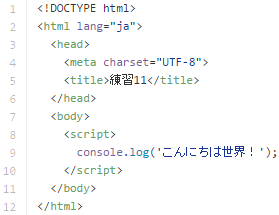 1 <!DOCTYPE html>
2 <html lang="ja">
3   <head>
4     <meta charset="UTF-8">
5     <title>練習11</title>
6   </head>
7   <body>
8     <script>
9       console.log('こんにちは世界！');
10     </script>
11   </body>
12 </html>